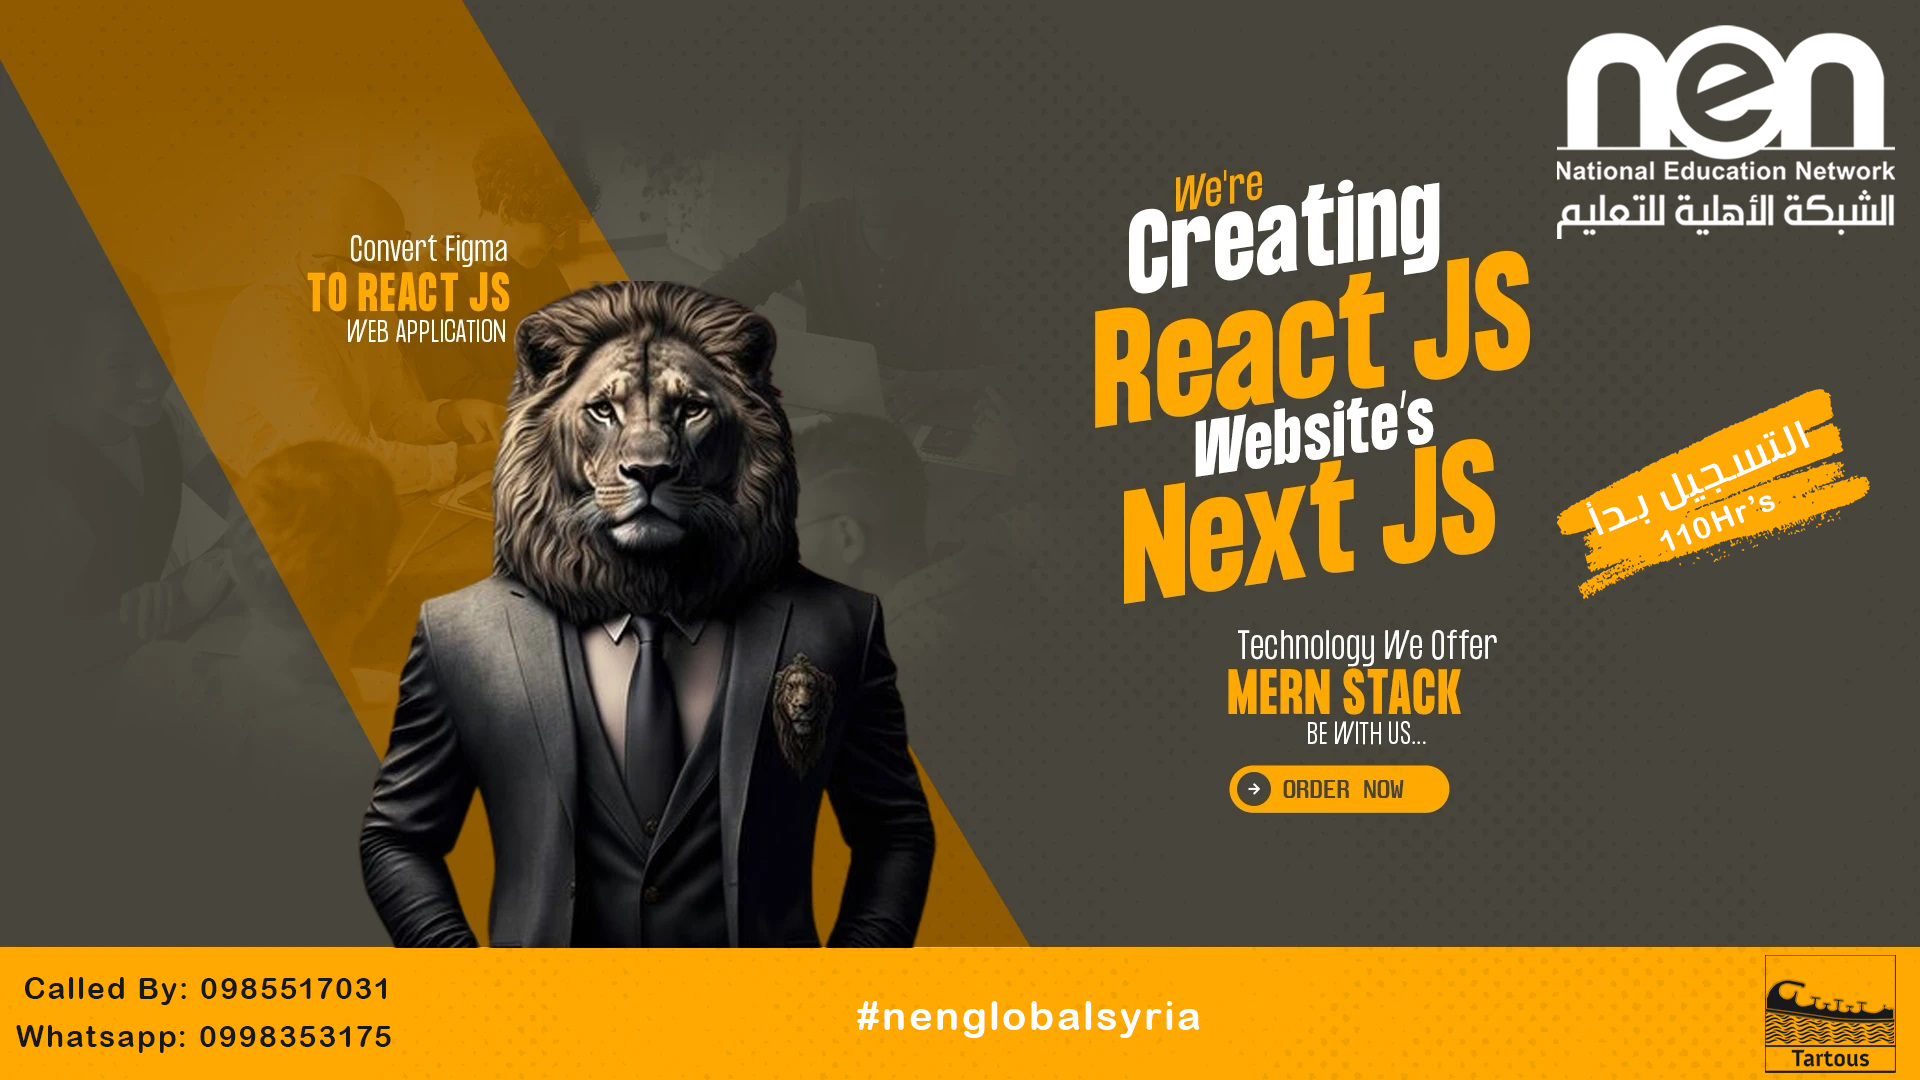 nen
National Education Network
الشبكة الأهلية للتعليم
Convert Figma
TO REACT JS
WEB APPLICATION
We're
Creating
React JS
Website's
Next JS
التسجيل بدأ
110Hr's
Technology We Offer
MERN STACK
BE WITH US...
ORDER NOW
Called By: 0985517031
Whatsapp: 0998353175
#nenglobalsyria
Tartous